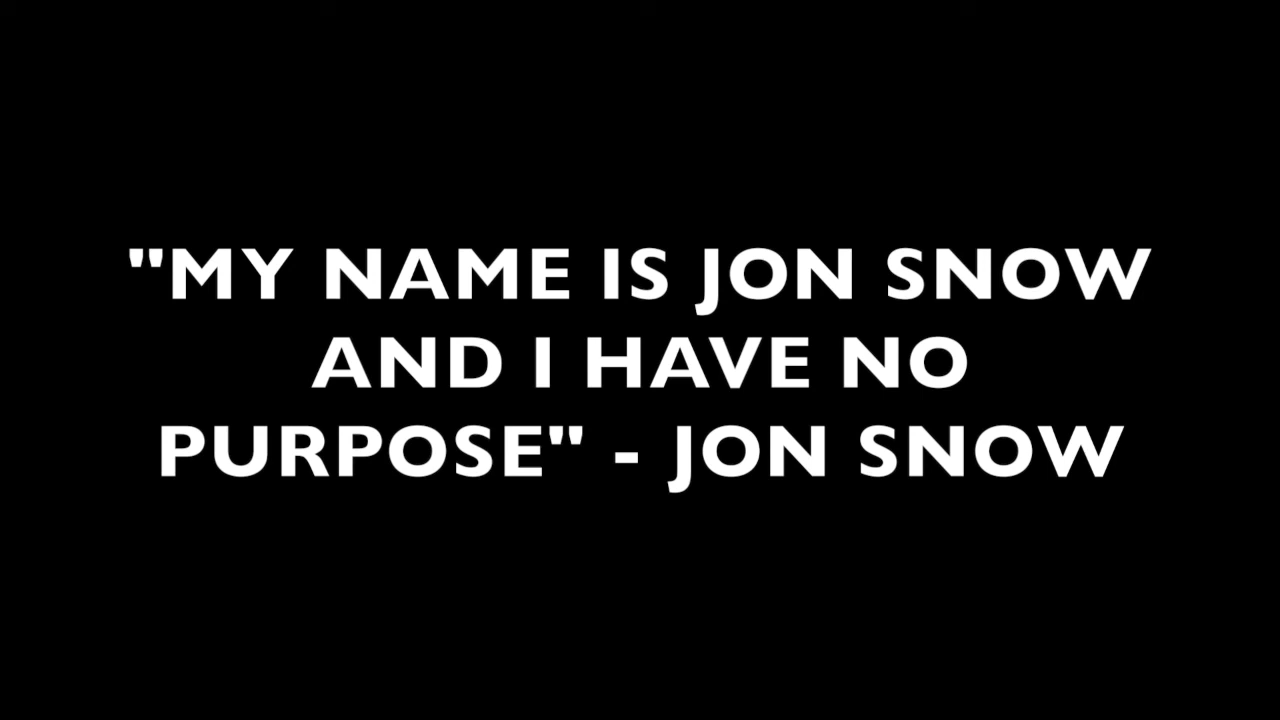 "MY NAME IS JON SNOW
AND I HAVE NO
PURPOSE" - JON SNOW